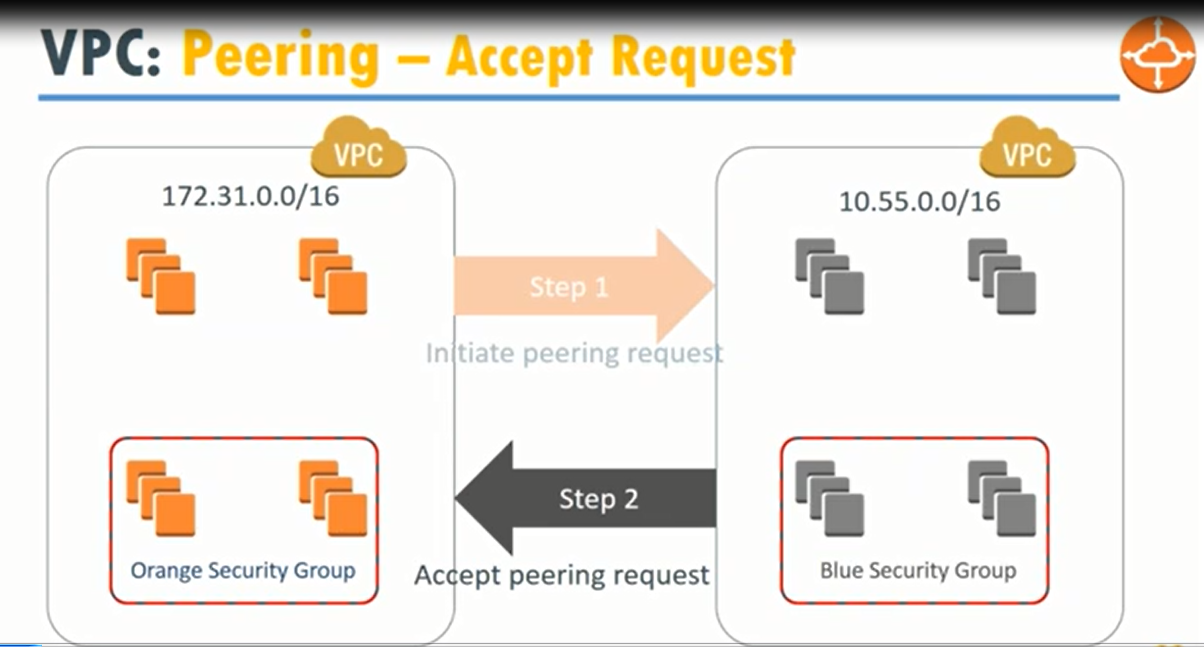 VPC: Peering – Accept Request
VPC
172.31.0.0/16
VPC
10.55.0.0/16
Step 1
Initiate peering request
Step 2
Accept peering request
Orange Security Group
Blue Security Group